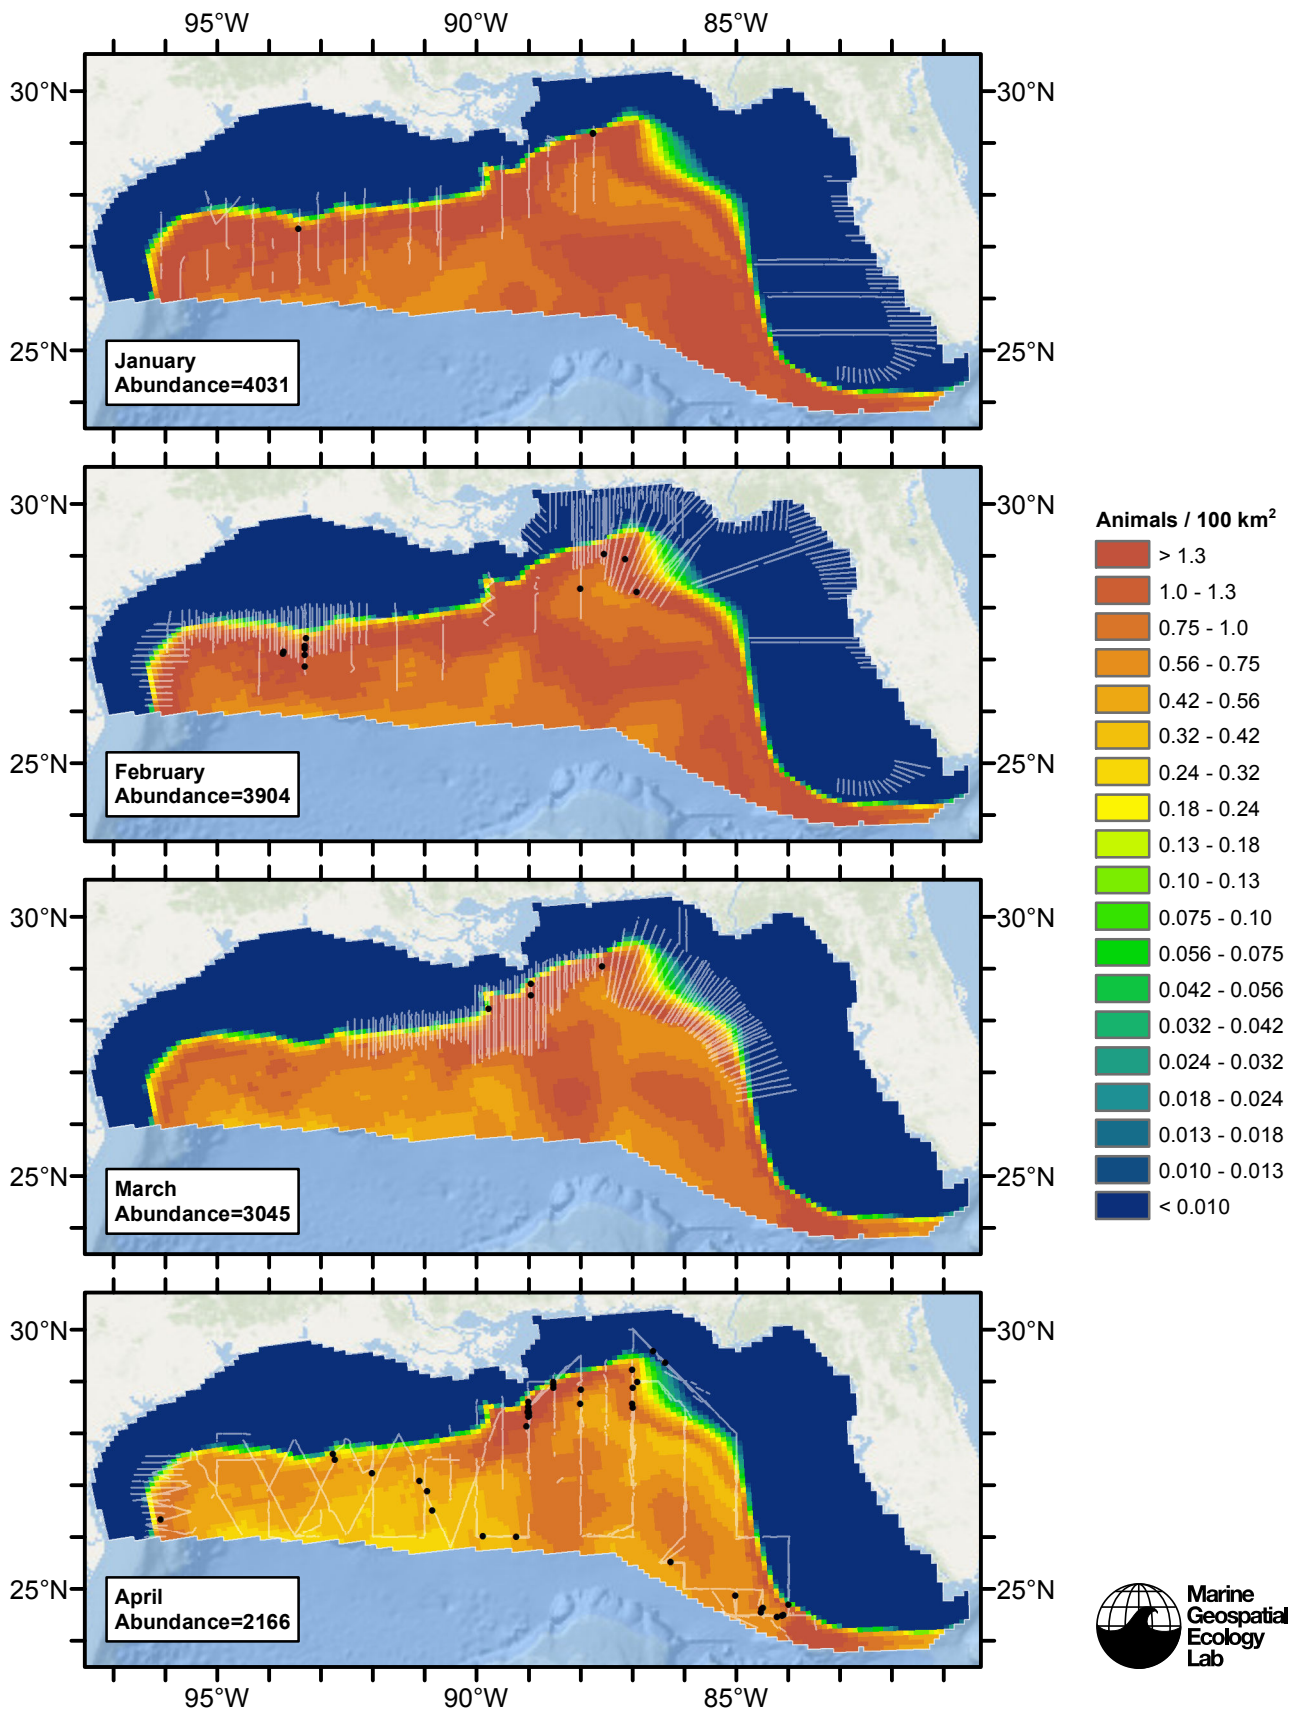 95°W 90°W 85°W
30°N 30°N
25°N 25°N
January
Abundance=4031
30°N 30°N
25°N 25°N
February
Abundance=3904
30°N 30°N
25°N 25°N
March
Abundance=3045
30°N 30°N
25°N 25°N
April
Abundance=2166
95°W 90°W 85°W
Animals / 100 km²
> 1.3
1.0 - 1.3
0.75 - 1.0
0.56 - 0.75
0.42 - 0.56
0.32 - 0.42
0.24 - 0.32
0.18 - 0.24
0.13 - 0.18
0.10 - 0.13
0.075 - 0.10
0.056 - 0.075
0.042 - 0.056
0.032 - 0.042
0.024 - 0.032
0.018 - 0.024
0.013 - 0.018
0.010 - 0.013
< 0.010
Marine
Geospatial
Ecology
Lab